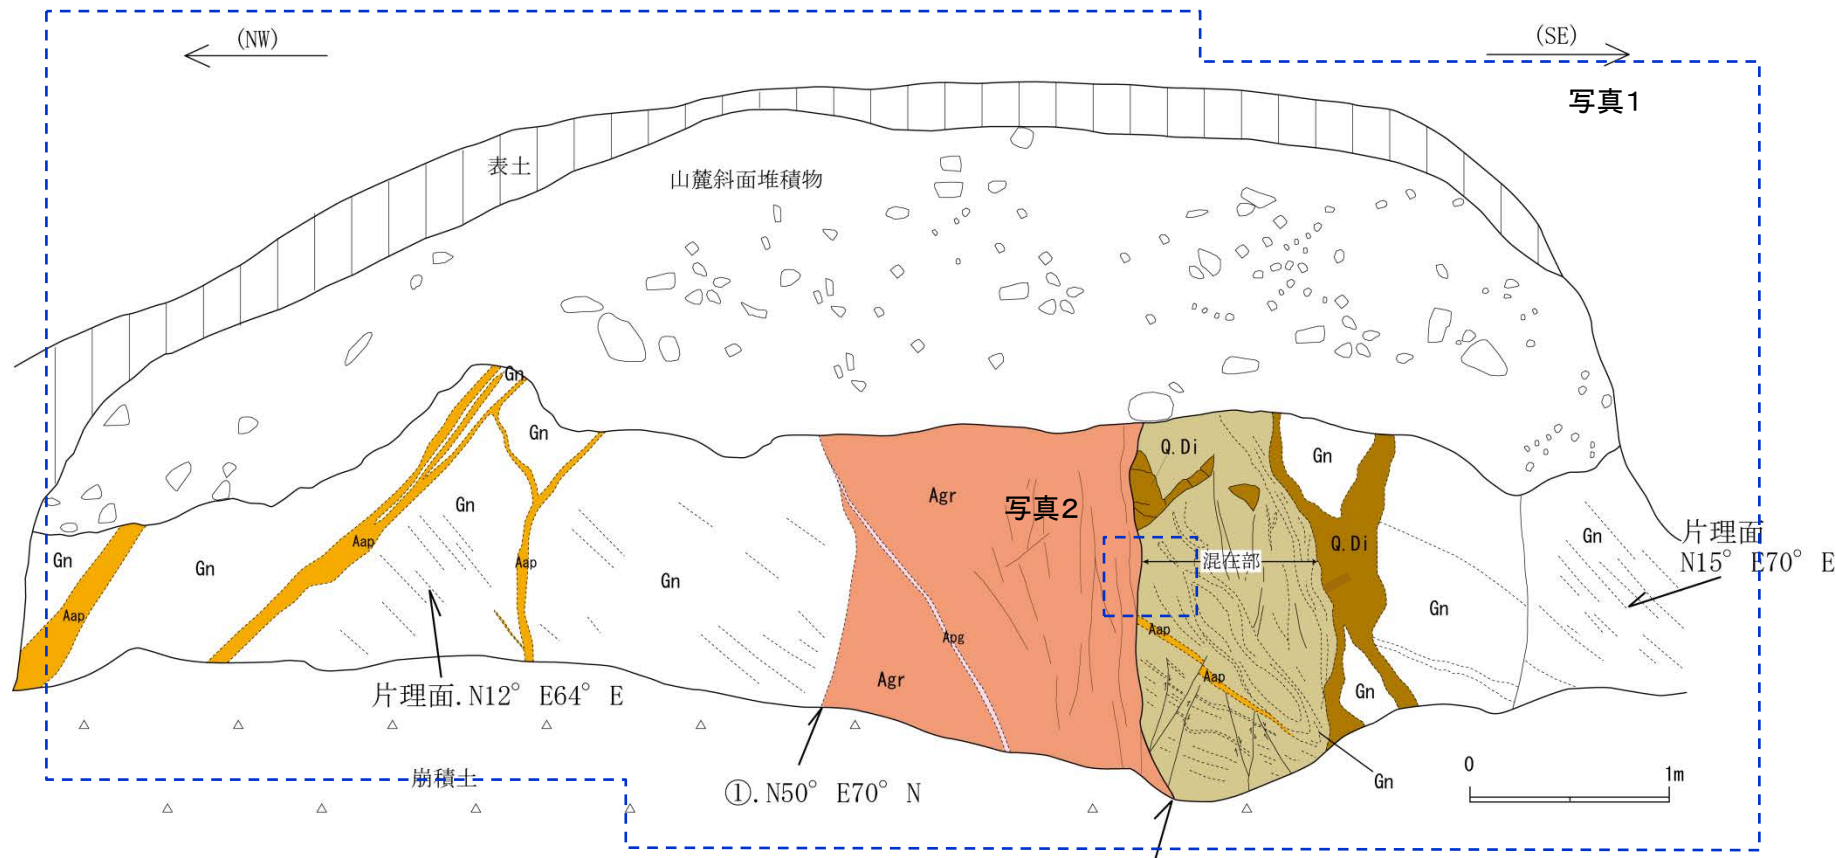 (NW)
(SE)
写真1
表土
山麓斜面堆積物
Gn
Gn
Q.Di
Gn
Gn
Agr
写真2
片理面
N15° E70° E
Gn
Aap
Gn
Gn
Aap
Gn
混在部
Q.Di
Gn
Aap
Gn
Aap
Apg
Aap
Aap
Agr
Gn
片理面.N12° E64° E
崩積土
①.N50° E70° N
Gn
0
1m